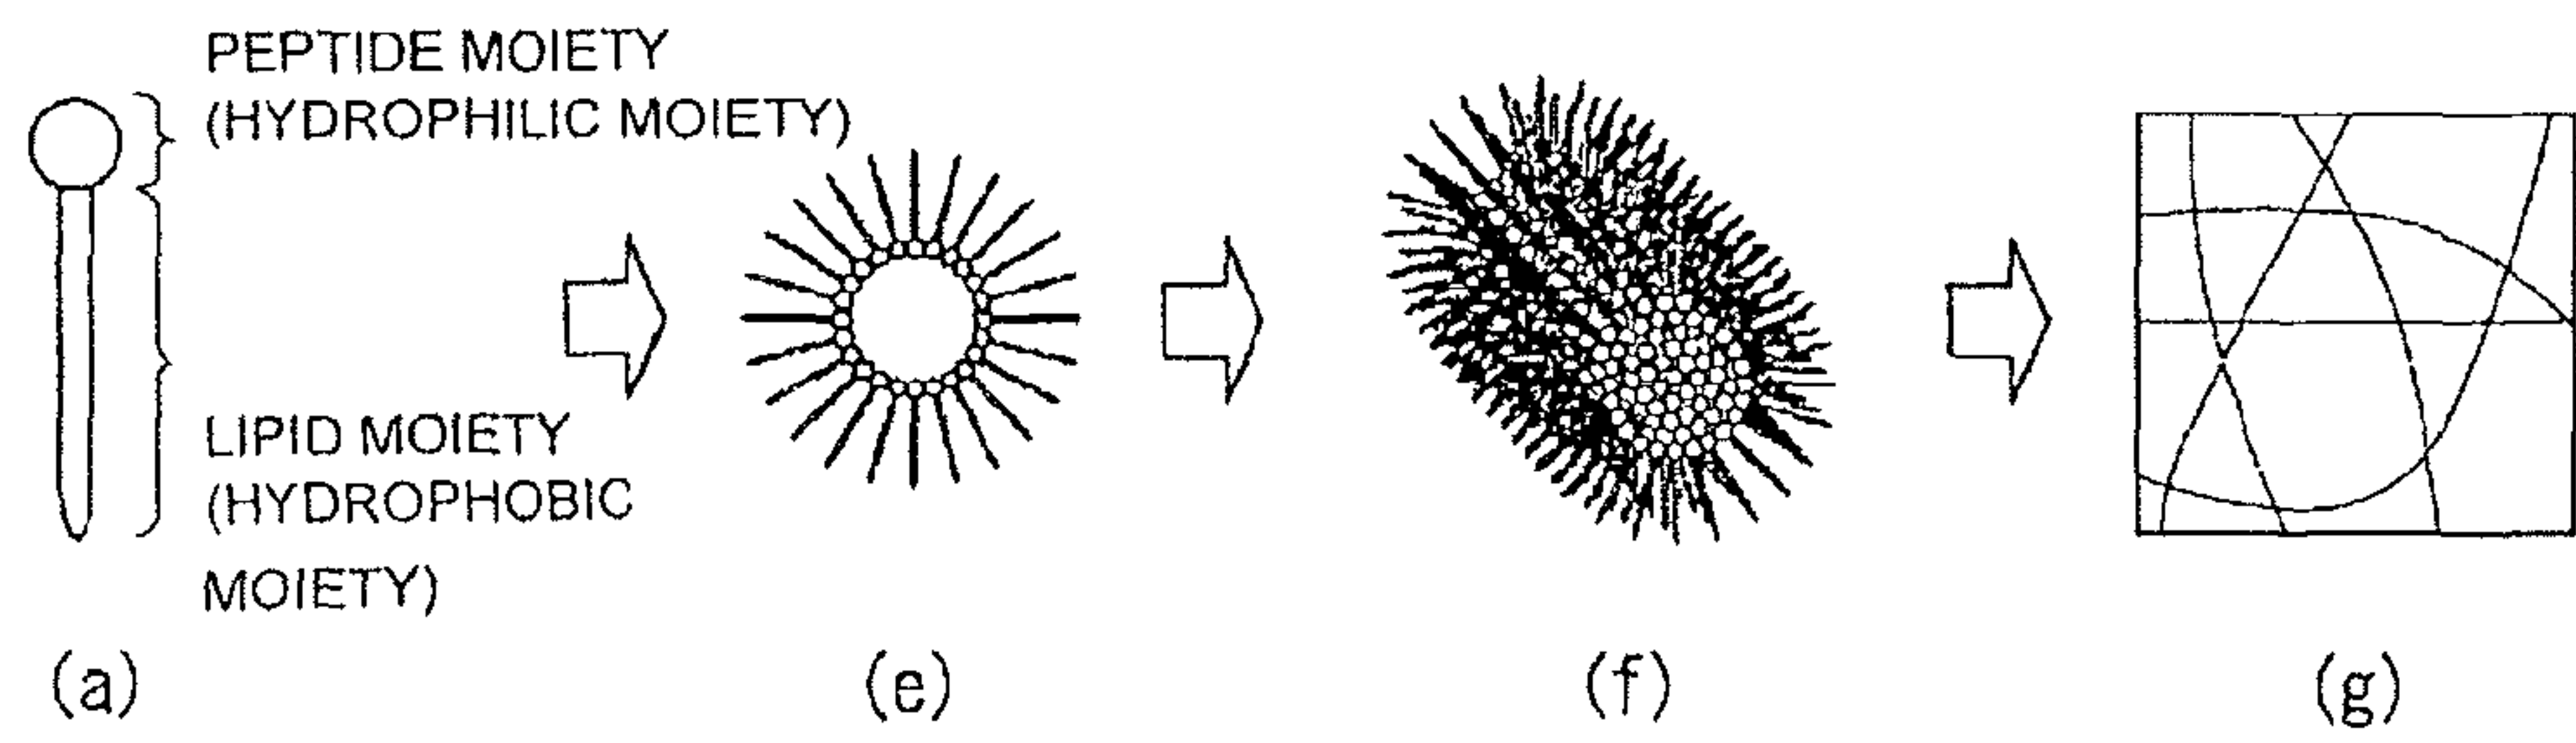 PEPTIDE MOIETY
(HYDROPHILIC MOIETY)
LIPID MOIETY
(HYDROPHOBIC
MOIETY)
(a)
(e)
(f)
(g)